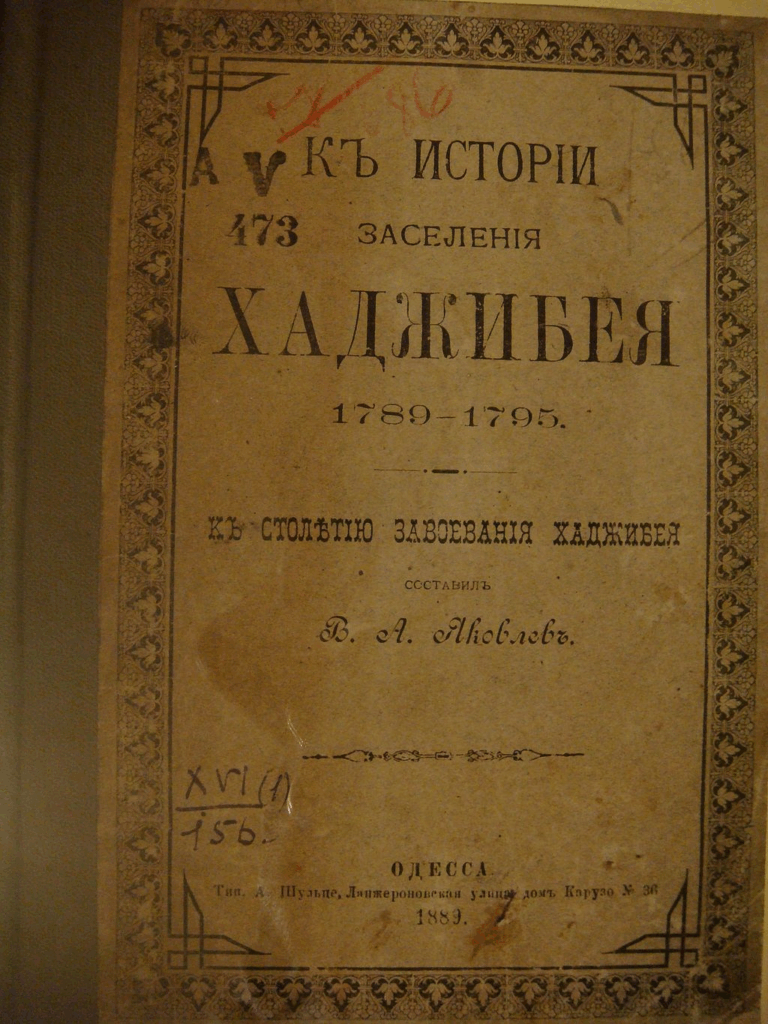 86
КЪ ИСТОРІИ
A V
473
ЗАСЕЛЕНІЯ
ХАДЖИБЕЯ
1789–1795.
КЪ СТОЛѢТІЮ ЗАВОЕВАНІЯ ХАДЖИБЕЯ
СОСТАВИЛЪ
В. А. Яковлевъ.
XVI (1)
156.
ОДЕССА
Тип. А. Шульце, Ланжероновская улица домъ Карузо № 36
1889.